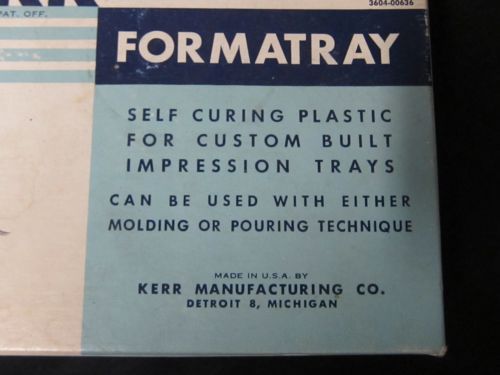 3604-00636
PAT. OFF.
FORMATRAY
SELF CURING PLASTIC
FOR CUSTOM BUILT
IMPRESSION TRAYS
CAN BE USED WITH EITHER
MOLDING OR POURING TECHNIQUE
MADE IN U.S.A. BY
KERR MANUFACTURING CO.
DETROIT 8, MICHIGAN